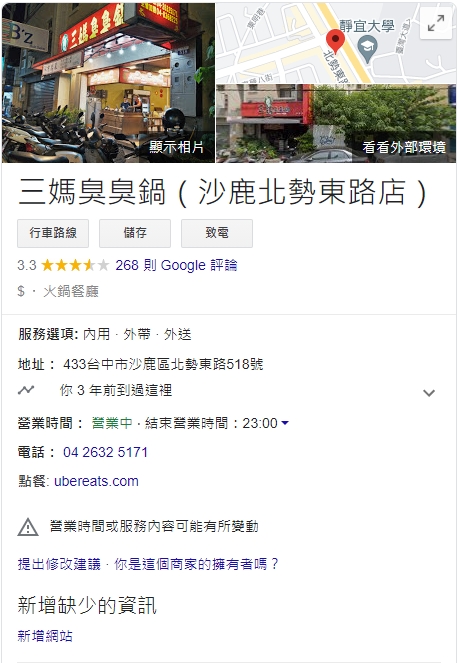 三媽臭臭鍋
B'z
顯示相片
靜宜大學
北勢東路
看看外部環境
三媽臭臭鍋（沙鹿北勢東路店）
行車路線
儲存
致電
3.3 268 則 Google 評論
$ · 火鍋餐廳
服務選項: 內用 · 外帶 · 外送
地址： 433台中市沙鹿區北勢東路518號
你 3 年前到過這裡
營業時間： 營業中 · 結束營業時間：23:00
電話： 04 2632 5171
點餐: ubereats.com
營業時間或服務內容可能有所變動
提出修改建議 · 你是這個商家的擁有者嗎？
新增缺少的資訊
新增網站